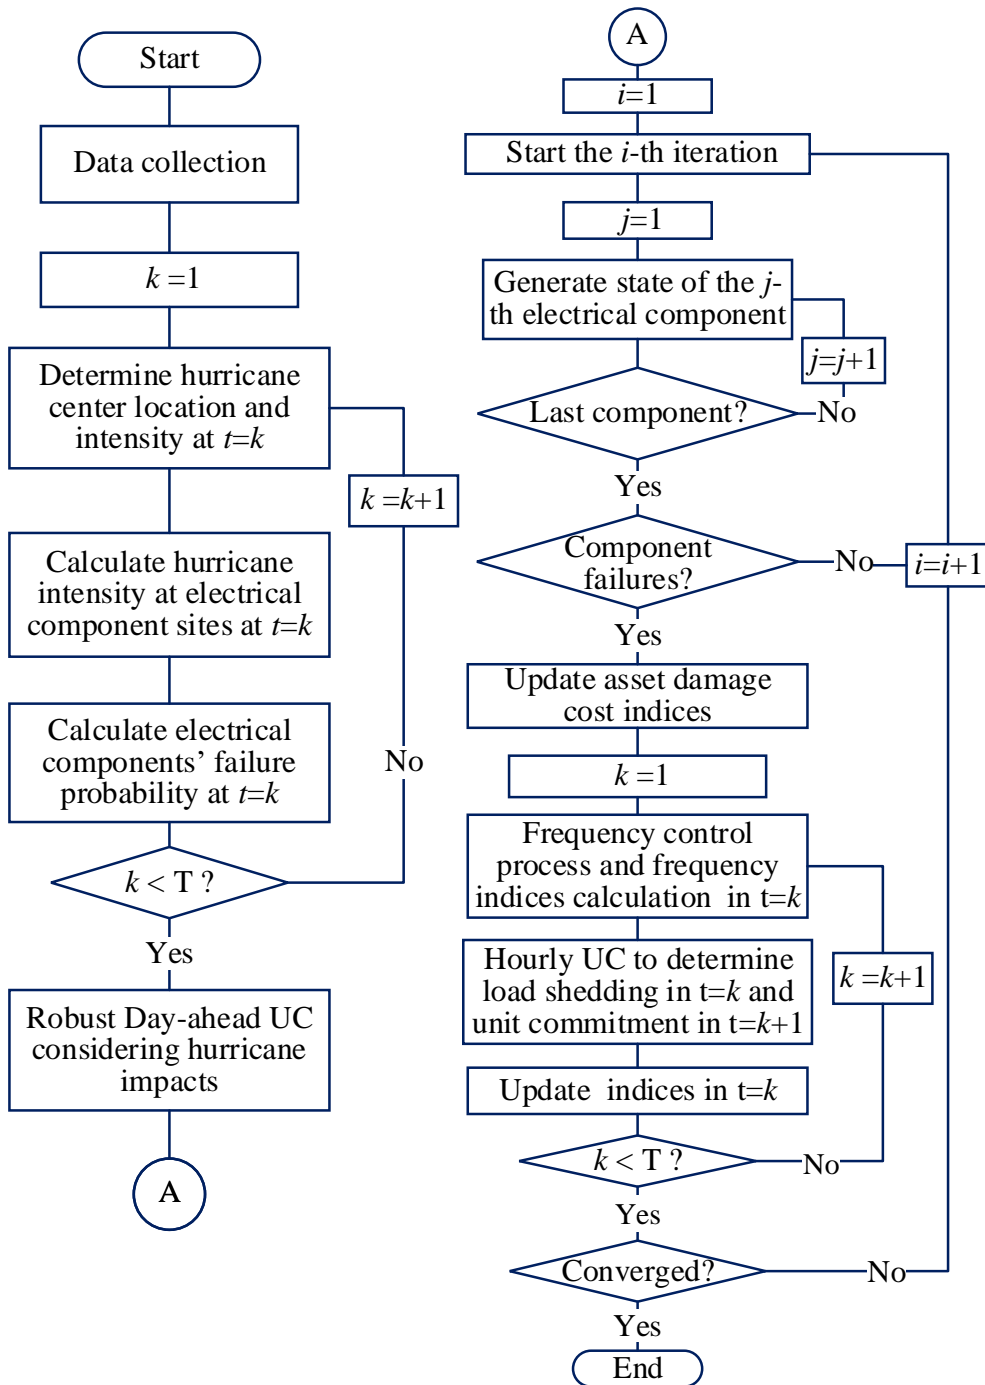 Start
Data collection
k =1
Determine hurricane
center location and
intensity at t=k
k =k+1
Calculate hurricane
intensity at electrical
component sites at t=k
Calculate electrical
components’ failure
probability at t=k
No
k < T ?
Yes
Robust Day-ahead UC
considering hurricane
impacts
A
A
i=1
Start the i-th iteration
j=1
Generate state of the j-
th electrical component
j=j+1
Last component?
No
Yes
Component
failures?
No
i=i+1
Yes
Update asset damage
cost indices
k =1
Frequency control
process and frequency
indices calculation in t=k
Hourly UC to determine
load shedding in t=k and
unit commitment in t=k+1
k =k+1
Update indices in t=k
k < T ?
No
Yes
Converged?
No
Yes
End